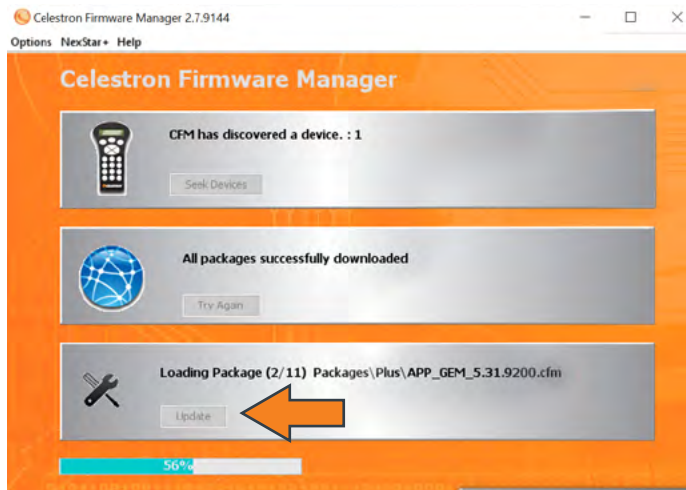 Celestron Firmware Manager 2.7.9144
Options NexStar+ Help
Celestron Firmware Manager
CFM has discovered a device. : 1
Seek Devices
All packages successfully downloaded
Try Again
Loading Package (2/11) Packages\Plus\APP_GEM_5.31.9200.cfm
Update
56%